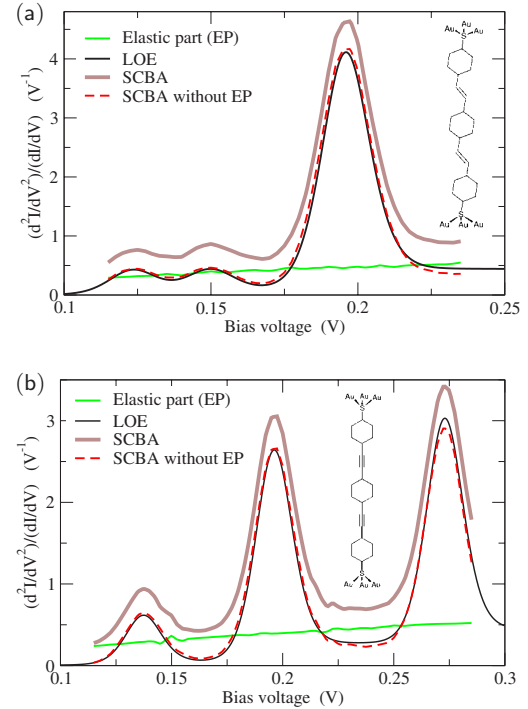 (a)
Elastic part (EP)
LOE
SCBA
SCBA without EP
Au
Au Au
S
S
Au Au Au
4
3
2
1
0
(d²I/dV²)/(dI/dV) (V⁻¹)
0.1 0.15 0.2 0.25
Bias voltage (V)
(b)
Elastic part (EP)
LOE
SCBA
SCBA without EP
Au Au Au
S
S
Au Au Au
3
2
1
0
(d²I/dV²)/(dI/dV) (V⁻¹)
0.1 0.15 0.2 0.25 0.3
Bias voltage (V)